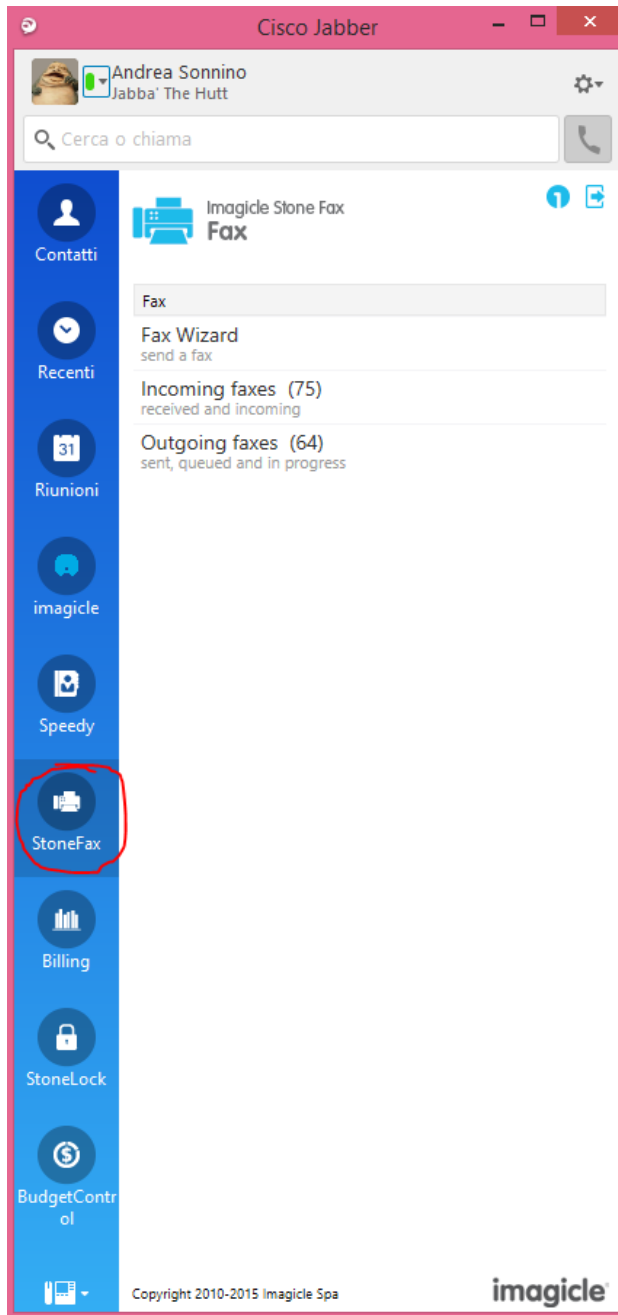 Cisco Jabber
Andrea Sonnino
Jabba' The Hutt
Cerca o chiama
Contatti
Recenti
31
Riunioni
imagicle
Speedy
StoneFax
Billing
StoneLock
BudgetContr
ol
Imagicle Stone Fax
Fax
Fax
Fax Wizard
send a fax
Incoming faxes (75)
received and incoming
Outgoing faxes (64)
sent, queued and in progress
Copyright 2010-2015 Imagicle Spa
imagicle